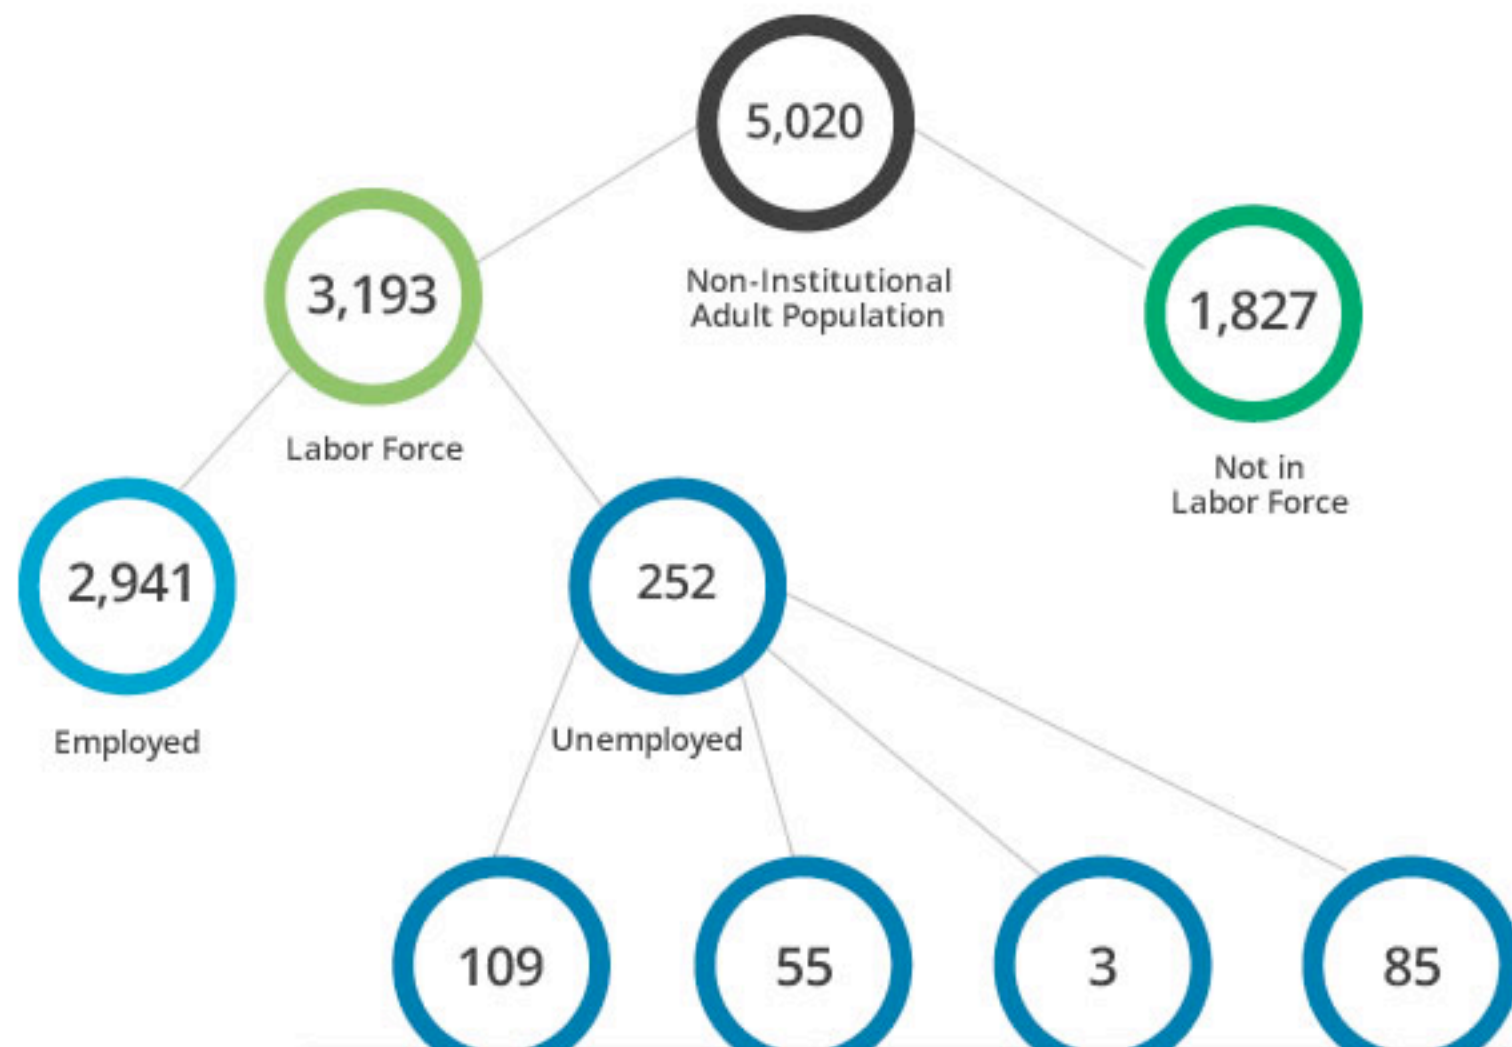 5,020
Non-Institutional
Adult Population
3,193
Labor Force
1,827
Not in
Labor Force
2,941
Employed
252
Unemployed
109
55
3
85